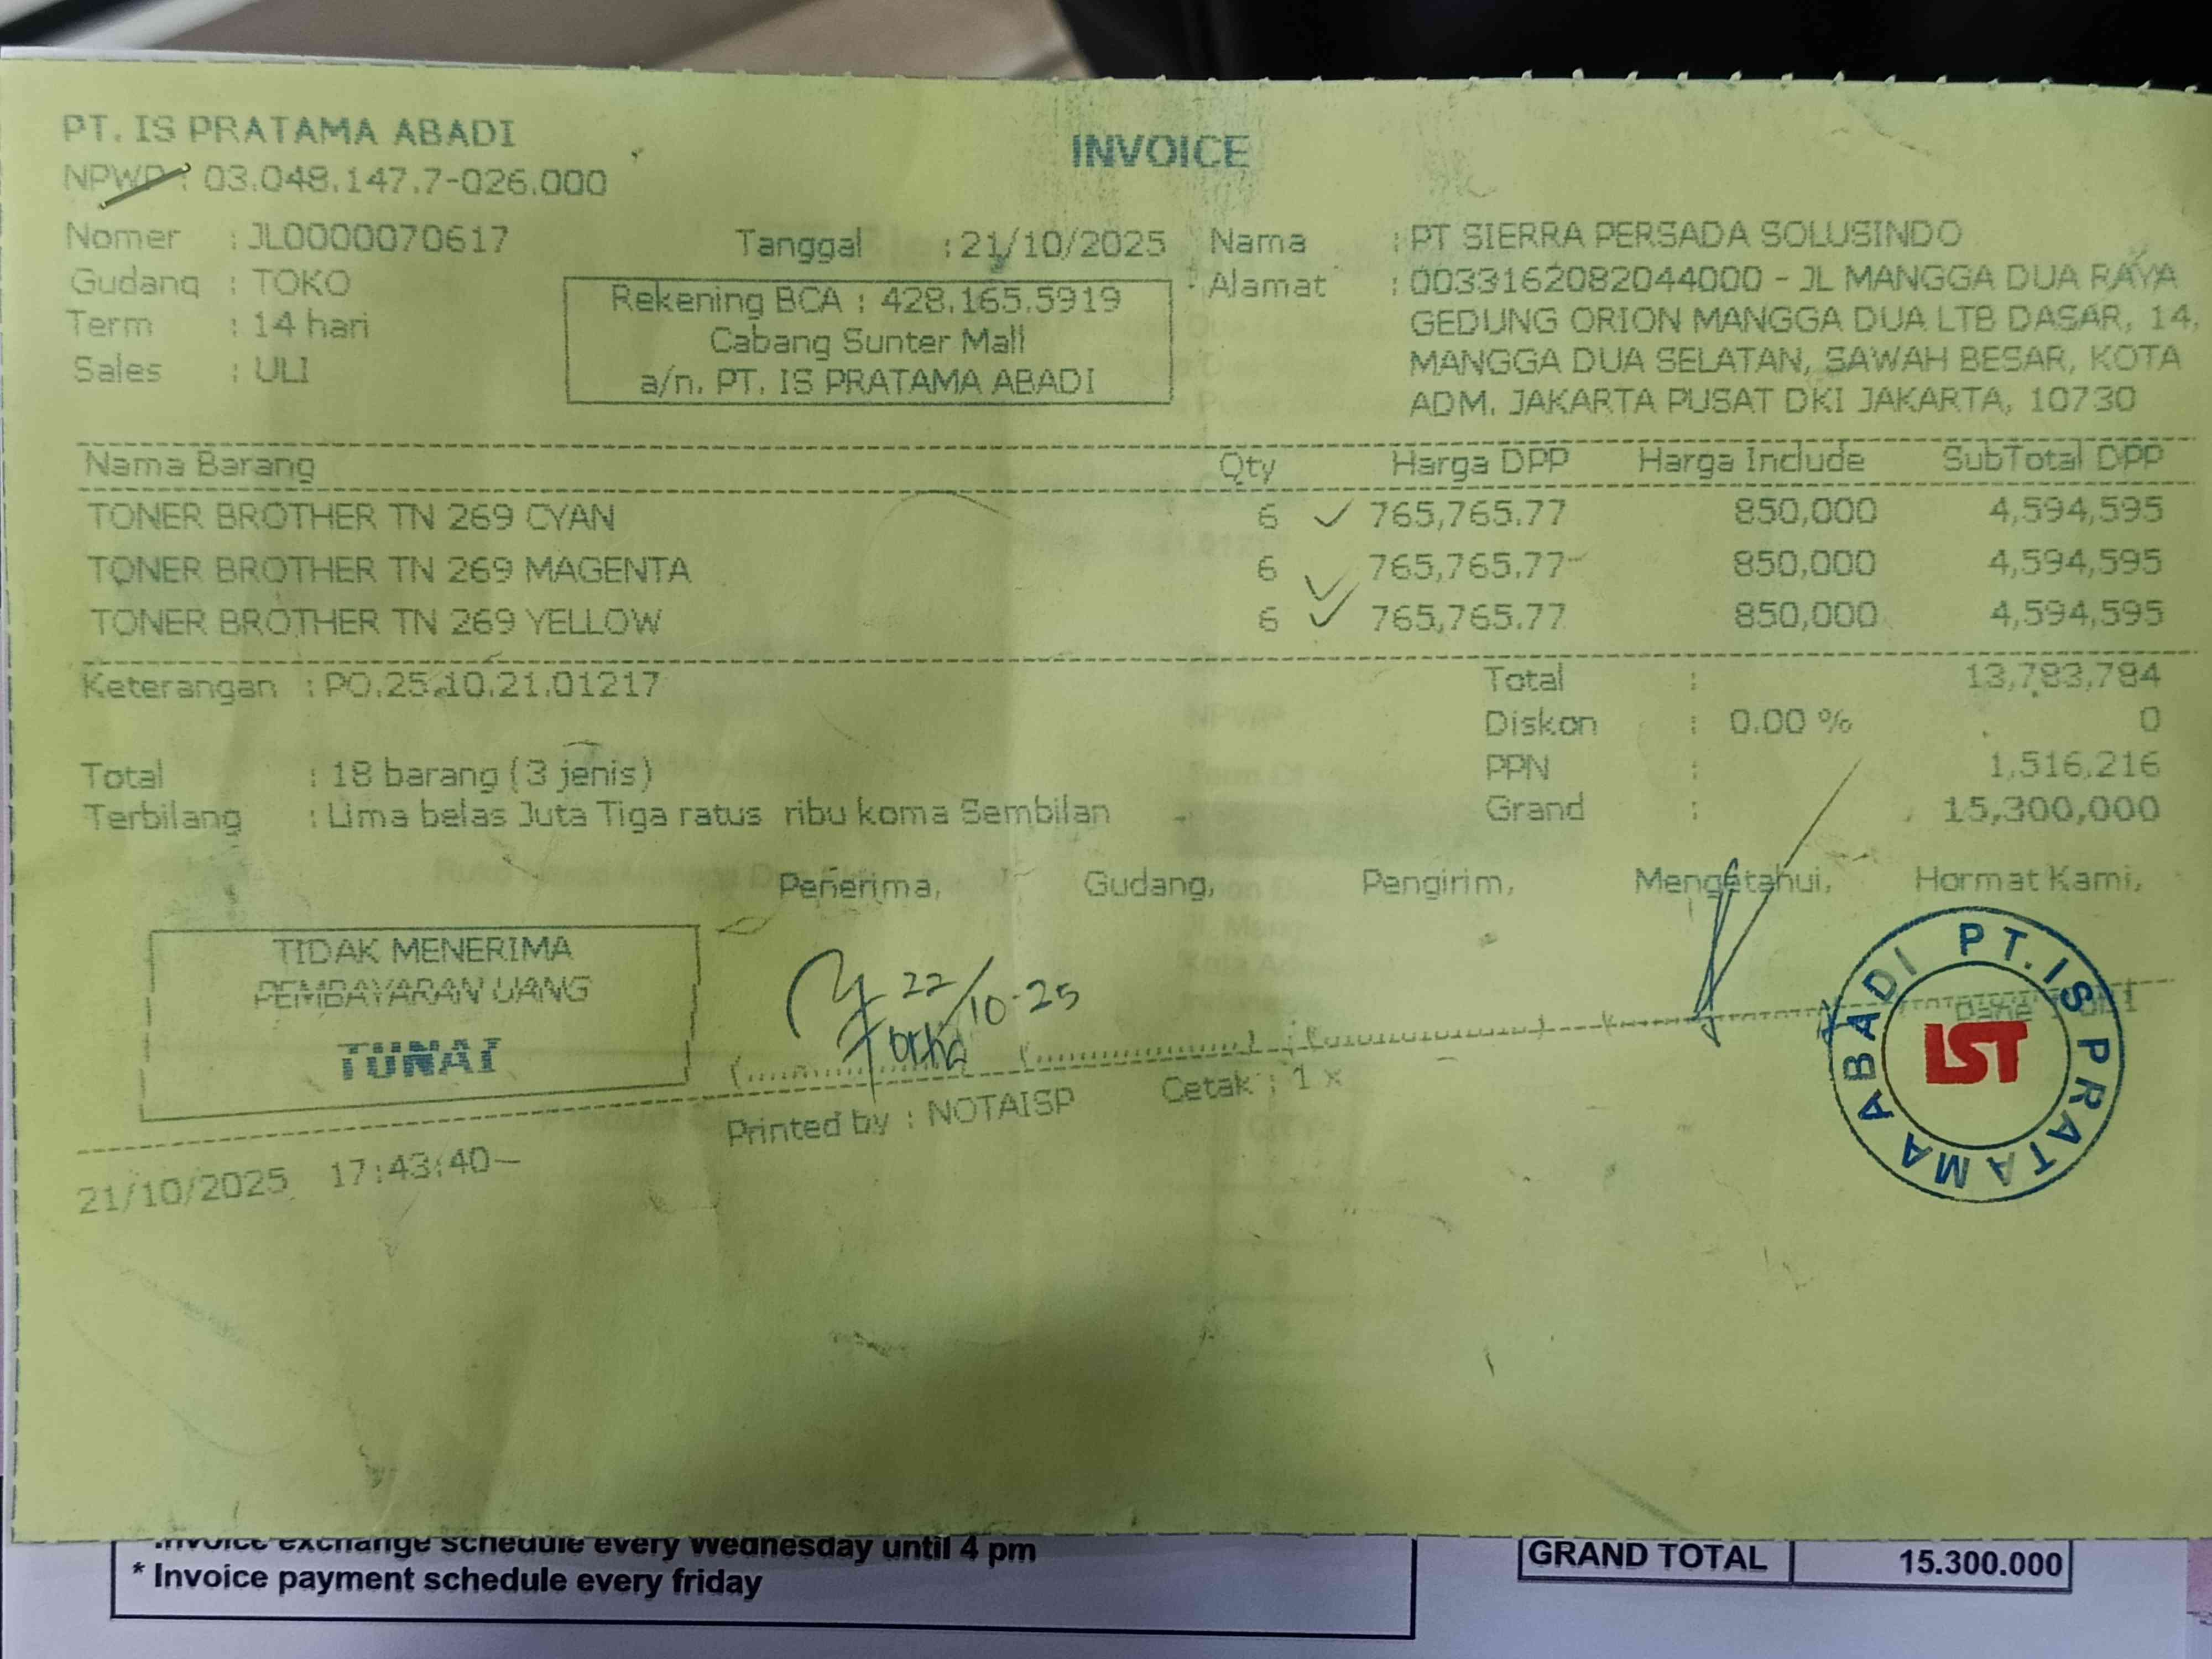 PT. IS PRATAMA ABADI
INVOICE
NPWP : 03.048.147.7-026.000
Nomer : JL0000070617
Tanggal : 21/10/2025
Nama : PT SIERRA PERSADA SOLUSINDO
Gudang : TOKO
Alamat : 0033162082044000 - JL MANGGA DUA RAYA
GEDUNG ORION MANGGA DUA LTB DASAR, 14,
MANGGA DUA SELATAN, SAWAH BESAR, KOTA
ADM. JAKARTA PUSAT DKI JAKARTA, 10730
Term : 14 hari
Sales : ULI
Rekening BCA : 428.165.5919
Cabang Sunter Mall
a/n. PT. IS PRATAMA ABADI
Nama Barang Qty Harga DPP Harga Include SubTotal DPP
TONER BROTHER TN 269 CYAN 6 765,765.77 850,000 4,594,595
TONER BROTHER TN 269 MAGENTA 6 765,765.77 850,000 4,594,595
TONER BROTHER TN 269 YELLOW 6 765,765.77 850,000 4,594,595
Keterangan : PO.25.10.21.01217
Total : 13,783,784
Diskon : 0.00 % 0
Total : 18 barang (3 jenis)
PPN : 1,516,216
Terbilang : Lima belas Juta Tiga ratus ribu koma Sembilan
Grand : 15,300,000
Penerima, Gudang, Pengirim, Mengetahui, Hormat Kami,
TIDAK MENERIMA
PEMBAYARAN UANG
TUNAI
22/10-25
PT. IS PRATAMA ABADI
IST
Printed by : NOTAISP Cetak : 1 x
21/10/2025 17:43:40
Invoice exchange schedule every Wednesday until 4 pm
* Invoice payment schedule every friday
GRAND TOTAL 15.300.000